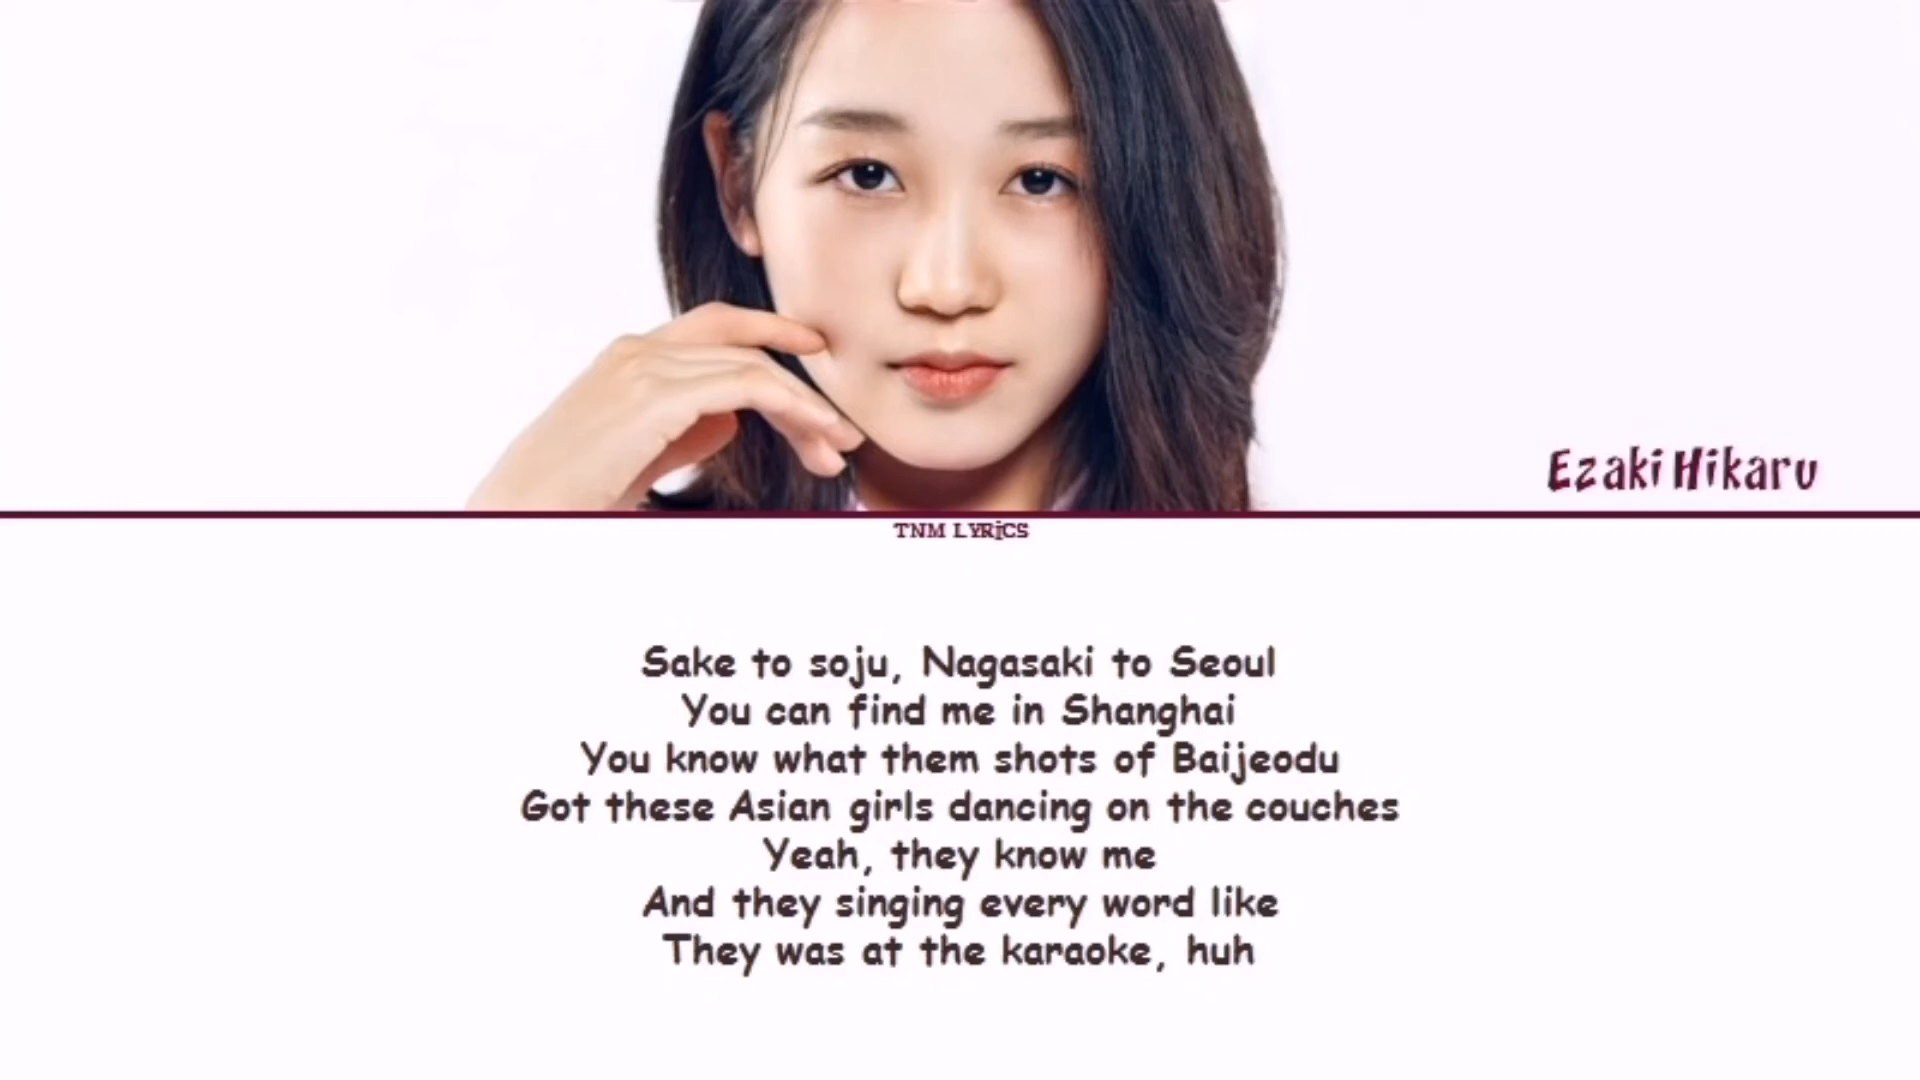 Ezaki Hikaru
TNM LYRiCS
Sake to soju, Nagasaki to Seoul
You can find me in Shanghai
You know what them shots of Baijeodu
Got these Asian girls dancing on the couches
Yeah, they know me
And they singing every word like
They was at the karaoke, huh